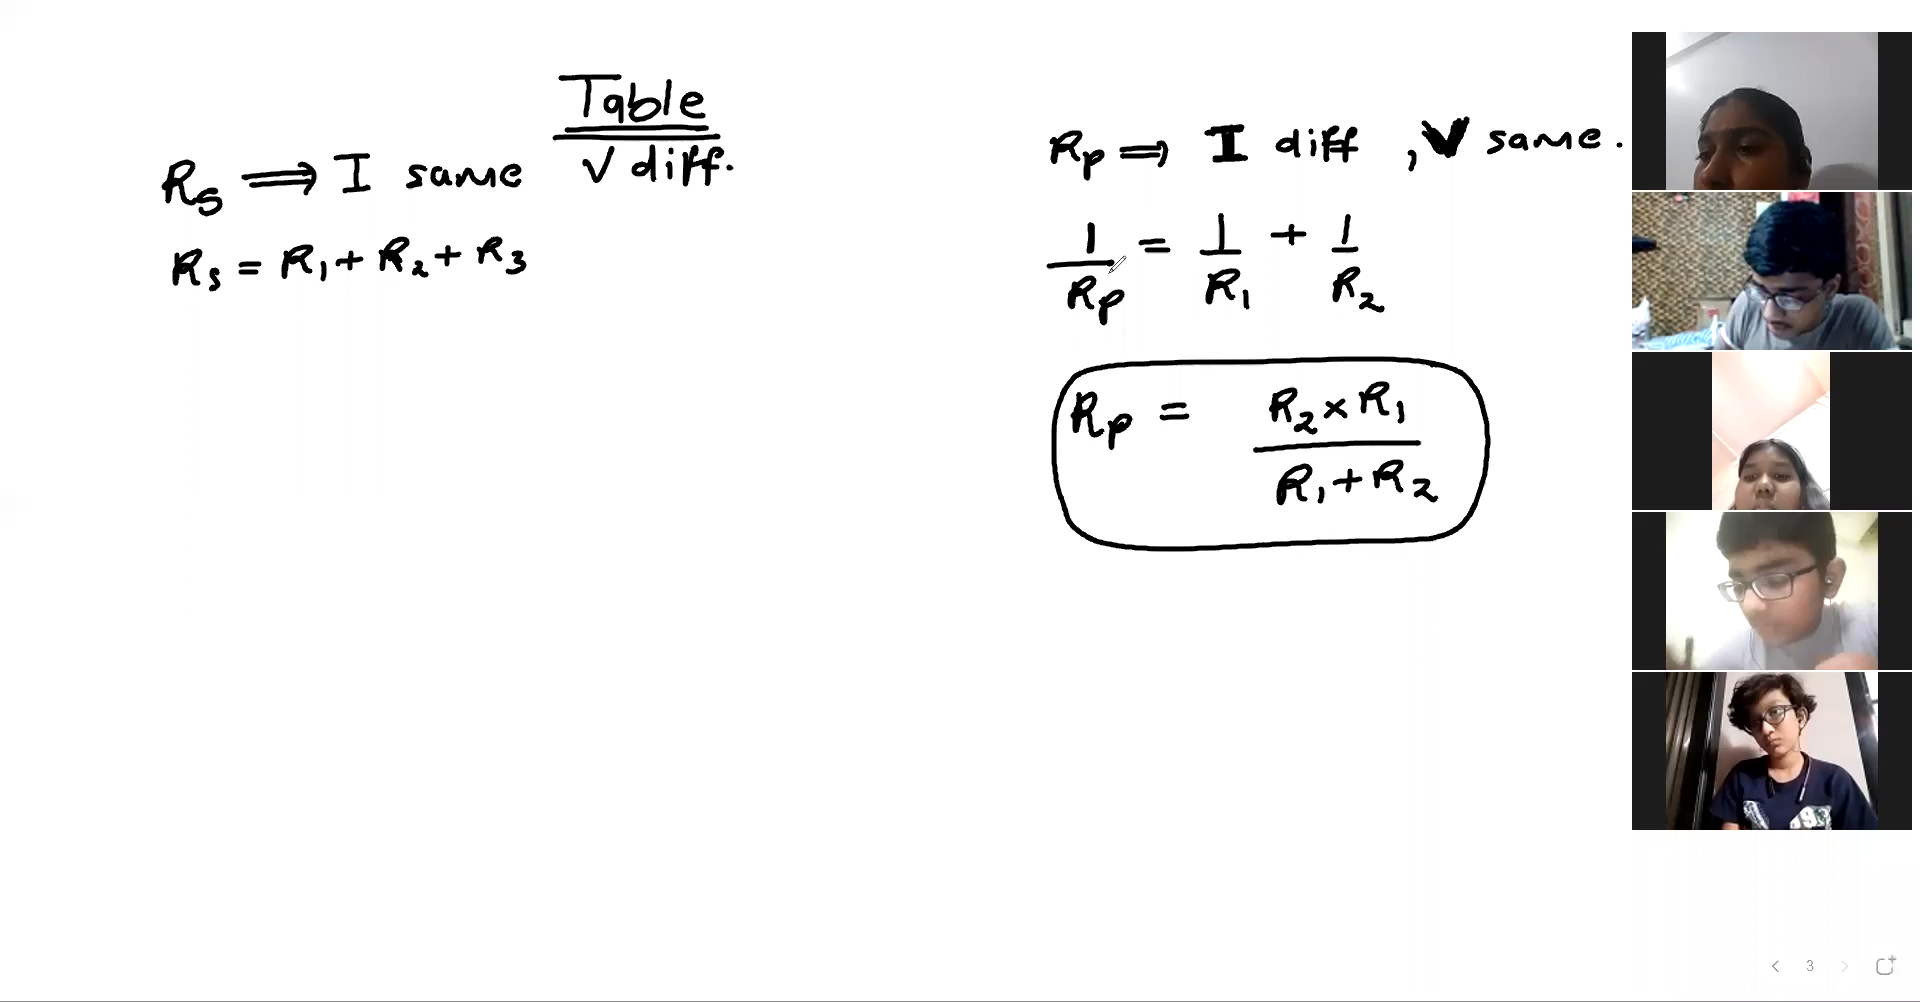 Table
Rs ⟹ I same V diff.
Rs = R₁ + R₂ + R₃
Rp ⟹ I diff , V same.
1/Rp = 1/R₁ + 1/R₂
Rp = R₂ × R₁ / R₁ + R₂
3